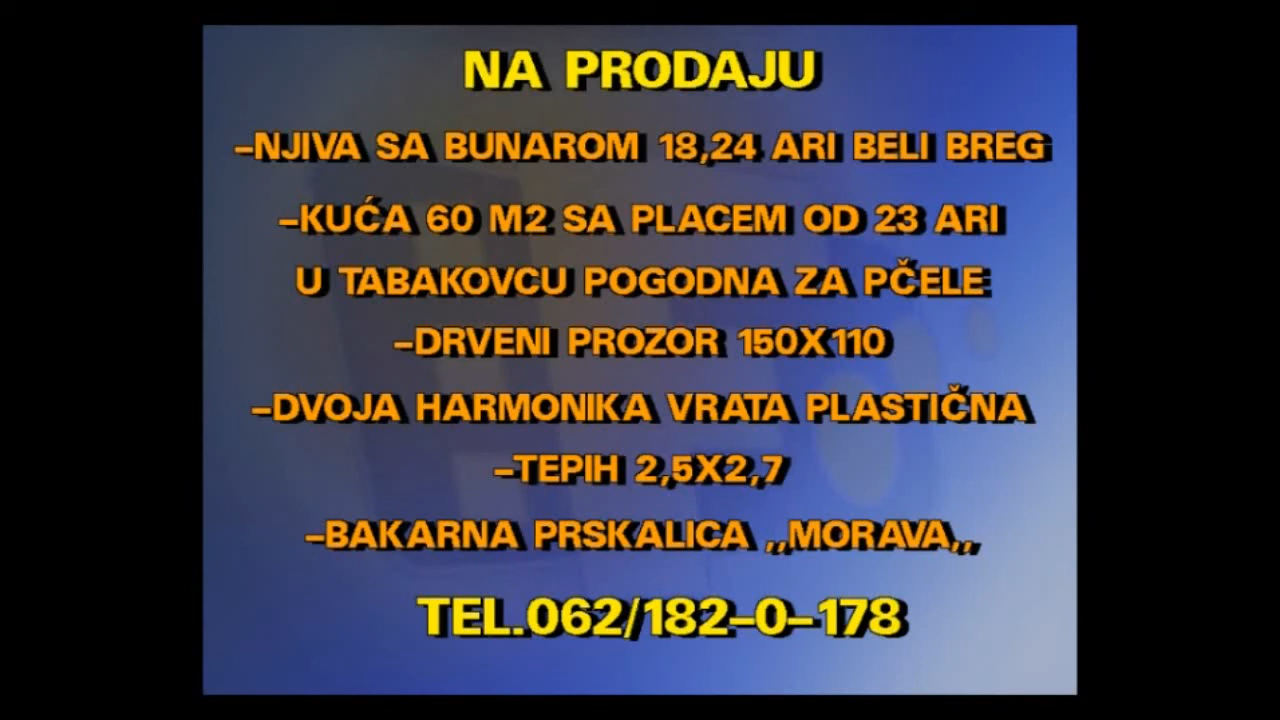 NA PRODAJU
-NJIVA SA BUNAROM 18,24 ARI BELI BREG
-KUĆA 60 M2 SA PLACEM OD 23 ARI
U TABAKOVCU POGODNA ZA PČELE
-DRVENI PROZOR 150X110
-DVOJA HARMONIKA VRATA PLASTIČNA
-TEPIH 2,5X2,7
-BAKARNA PRSKALICA ,,MORAVA,,
TEL.062/182-0-178